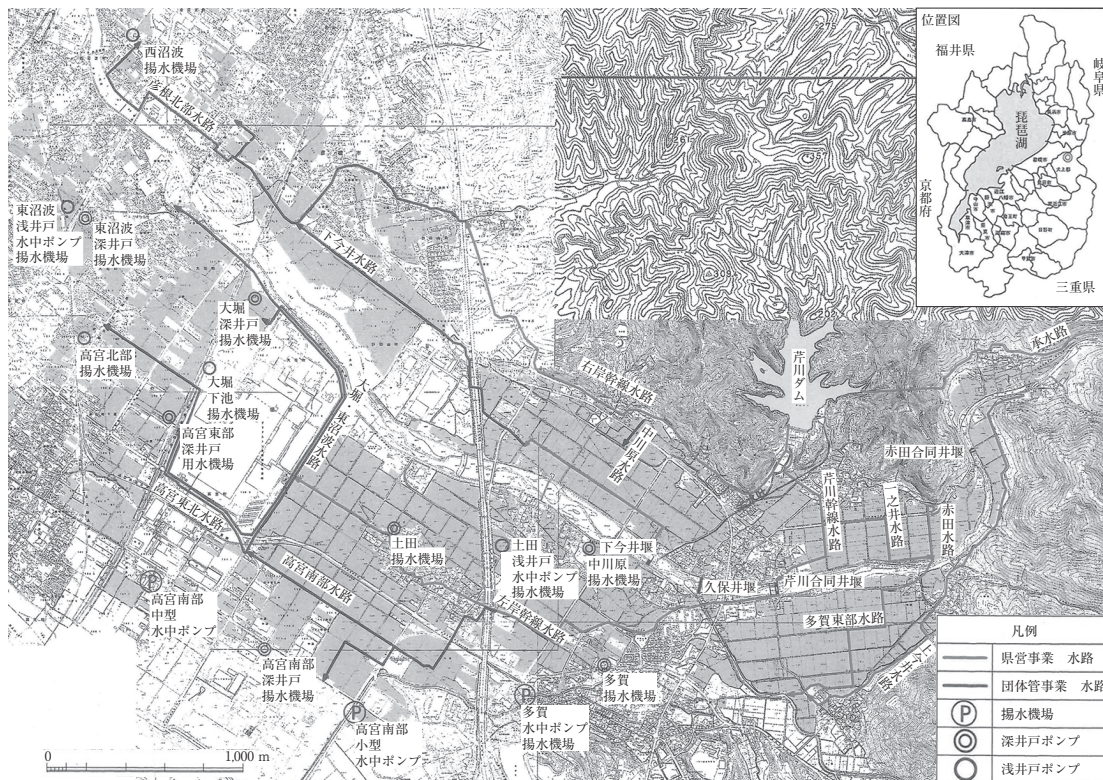 西沼波
揚水機場
彦根北部水路
東沼波
浅井戸
水中ポンプ
揚水機場
東沼波
深井戸
揚水機場
下今井水路
大堀
深井戸
揚水機場
高宮北部
揚水機場
大堀
下池
揚水機場
高宮東部
深井戸
用水機場
大堀、東沼波水路
高宮東北水路
右岸幹線水路
中川原水路
芹川ダム
承水路
赤田合同井堰
芹川幹線水路
一之井水路
赤田水路
土田
揚水機場
土田
浅井戸
水中ポンプ
揚水機場
下今井堰
中川原
揚水機場
久保井堰
芹川合同井堰
多賀東部水路
上今井水路
高宮南部水路
左岸幹線水路
高宮南部
中型
水中ポンプ
高宮南部
深井戸
揚水機場
P
高宮南部
小型
水中ポンプ
P
多賀
水中ポンプ
揚水機場
多賀
揚水機場
0 1,000 m
位置図
福井県
岐阜県
琵琶湖
京都府
三重県
凡例
県営事業 水路
団体管事業 水路
P 揚水機場
深井戸ポンプ
浅井戸ポンプ